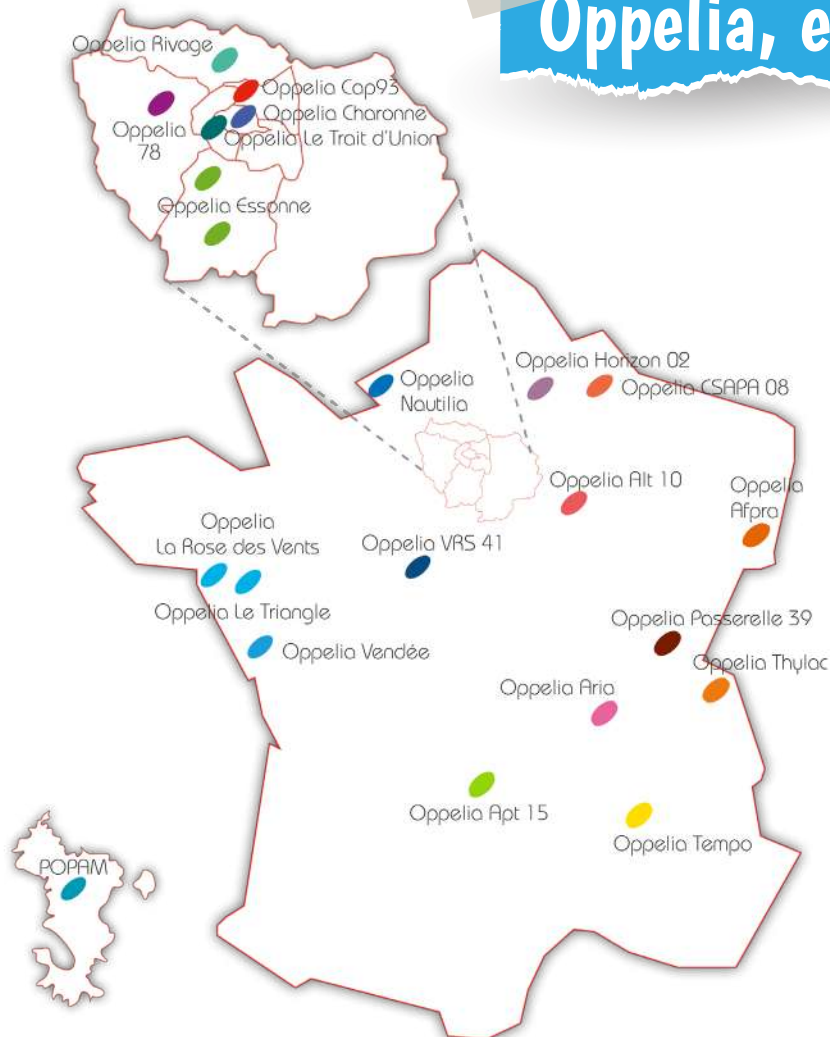 Oppelia, e
Oppelia Rivage
Oppelia Cap93
Oppelia Charonne
Oppelia
78
Oppelia Le Trait d'Union
Oppelia Essonne
Oppelia Horizon 02
Oppelia
Nautilia
Oppelia CSAPA 08
Oppelia Alt 10
Oppelia
Afpra
Oppelia
La Rose des Vents
Oppelia VRS 41
Oppelia Le Triangle
Oppelia Passerelle 39
Oppelia Vendée
Oppelia Thylac
Oppelia Aria
Oppelia Apt 15
Oppelia Tempo
POPAM